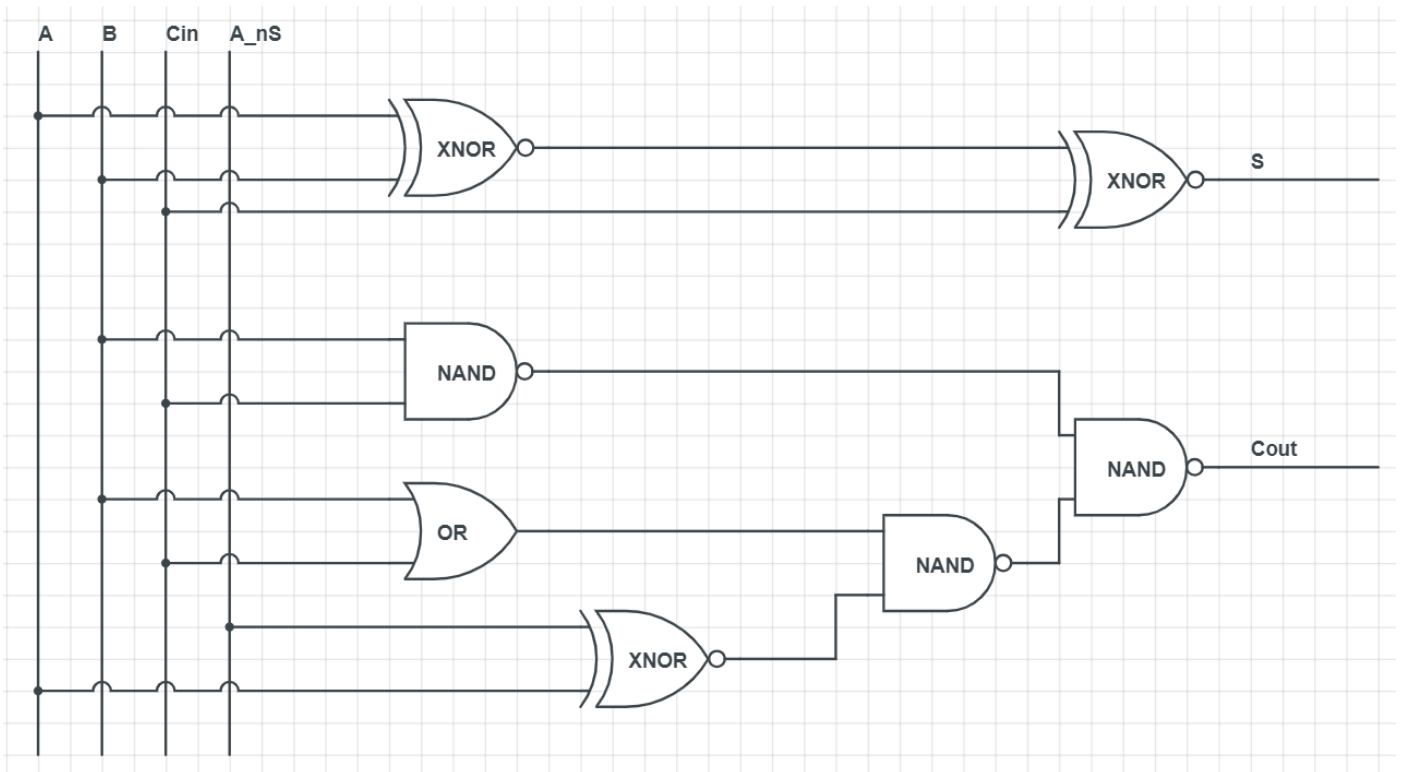 A B Cin A_nS
XNOR
XNOR
S
NAND
NAND
Cout
OR
NAND
XNOR